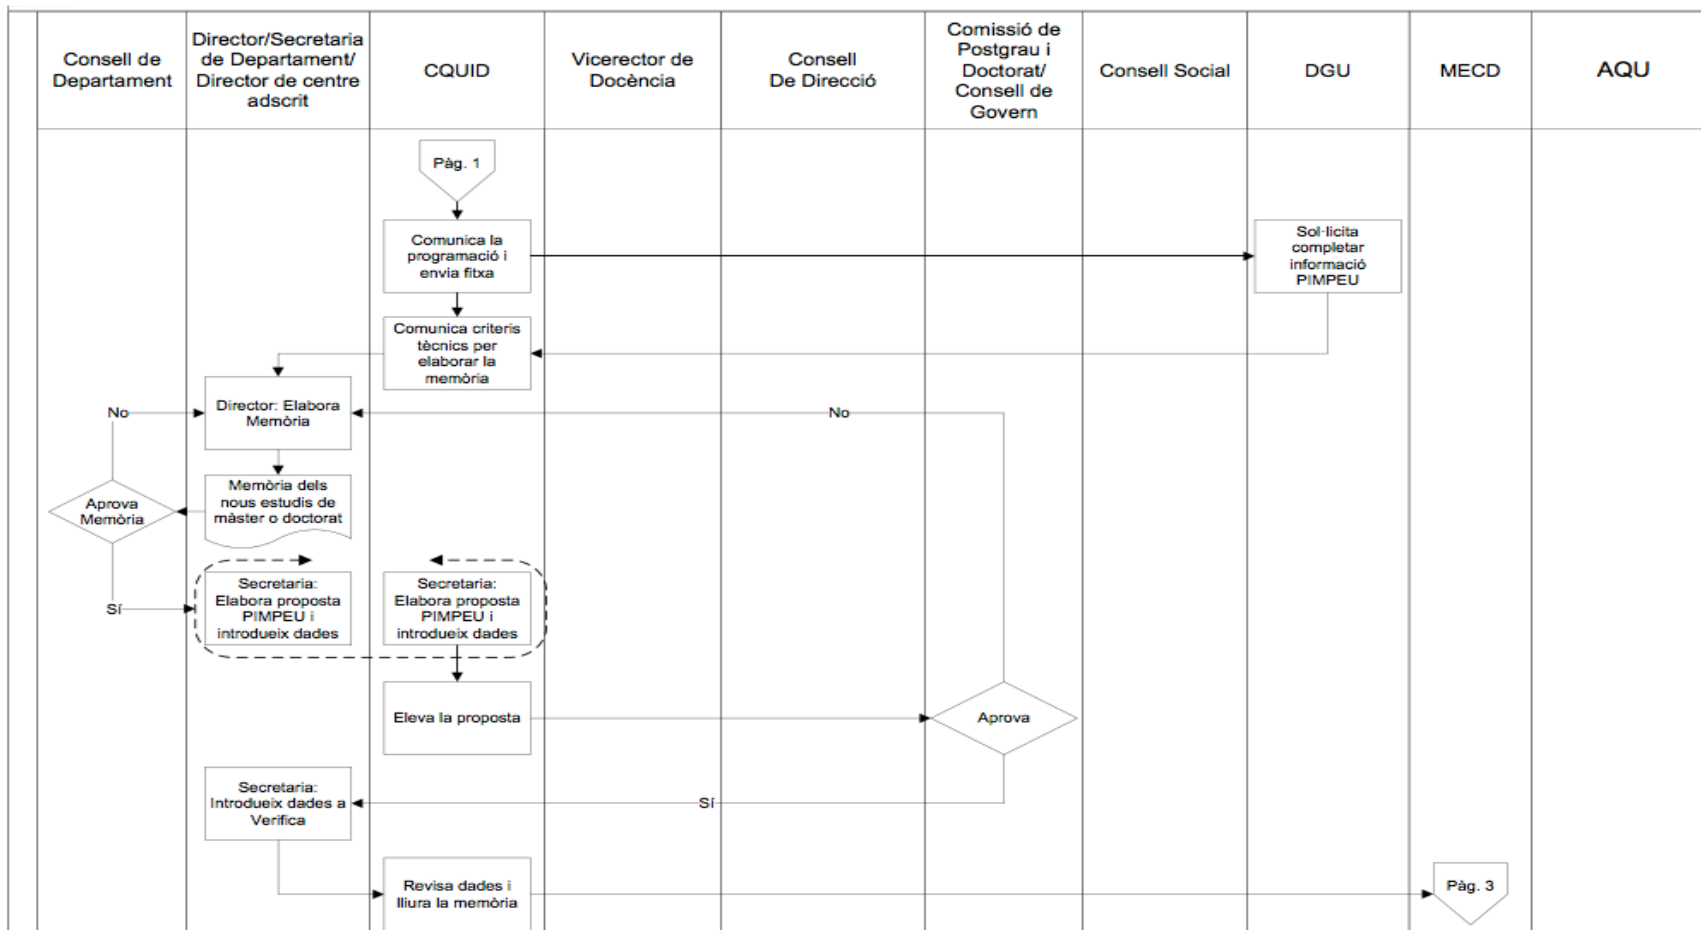 Consell de
Departament
Director/Secretaria
de Departament/
Director de centre
adscrit
CQUID
Vicerector de
Docència
Consell
De Direcció
Comissió de
Postgrau i
Doctorat/
Consell de
Govern
Consell Social
DGU
MECD
AQU
Pàg. 1
Comunica la
programació i
envia fitxa
Sol·licita
completar
informació
PIMPEU
Comunica criteris
tècnics per
elaborar la
memòria
No
Director: Elabora
Memòria
No
Aprova
Memòria
Memòria dels
nous estudis de
màster o doctorat
Sí
Secretaria:
Elabora proposta
PIMPEU i
introdueix dades
Secretaria:
Elabora proposta
PIMPEU i
introdueix dades
Eleva la proposta
Aprova
Secretaria:
Introdueix dades a
Verifica
Sí
Revisa dades i
lliura la memòria
Pàg. 3